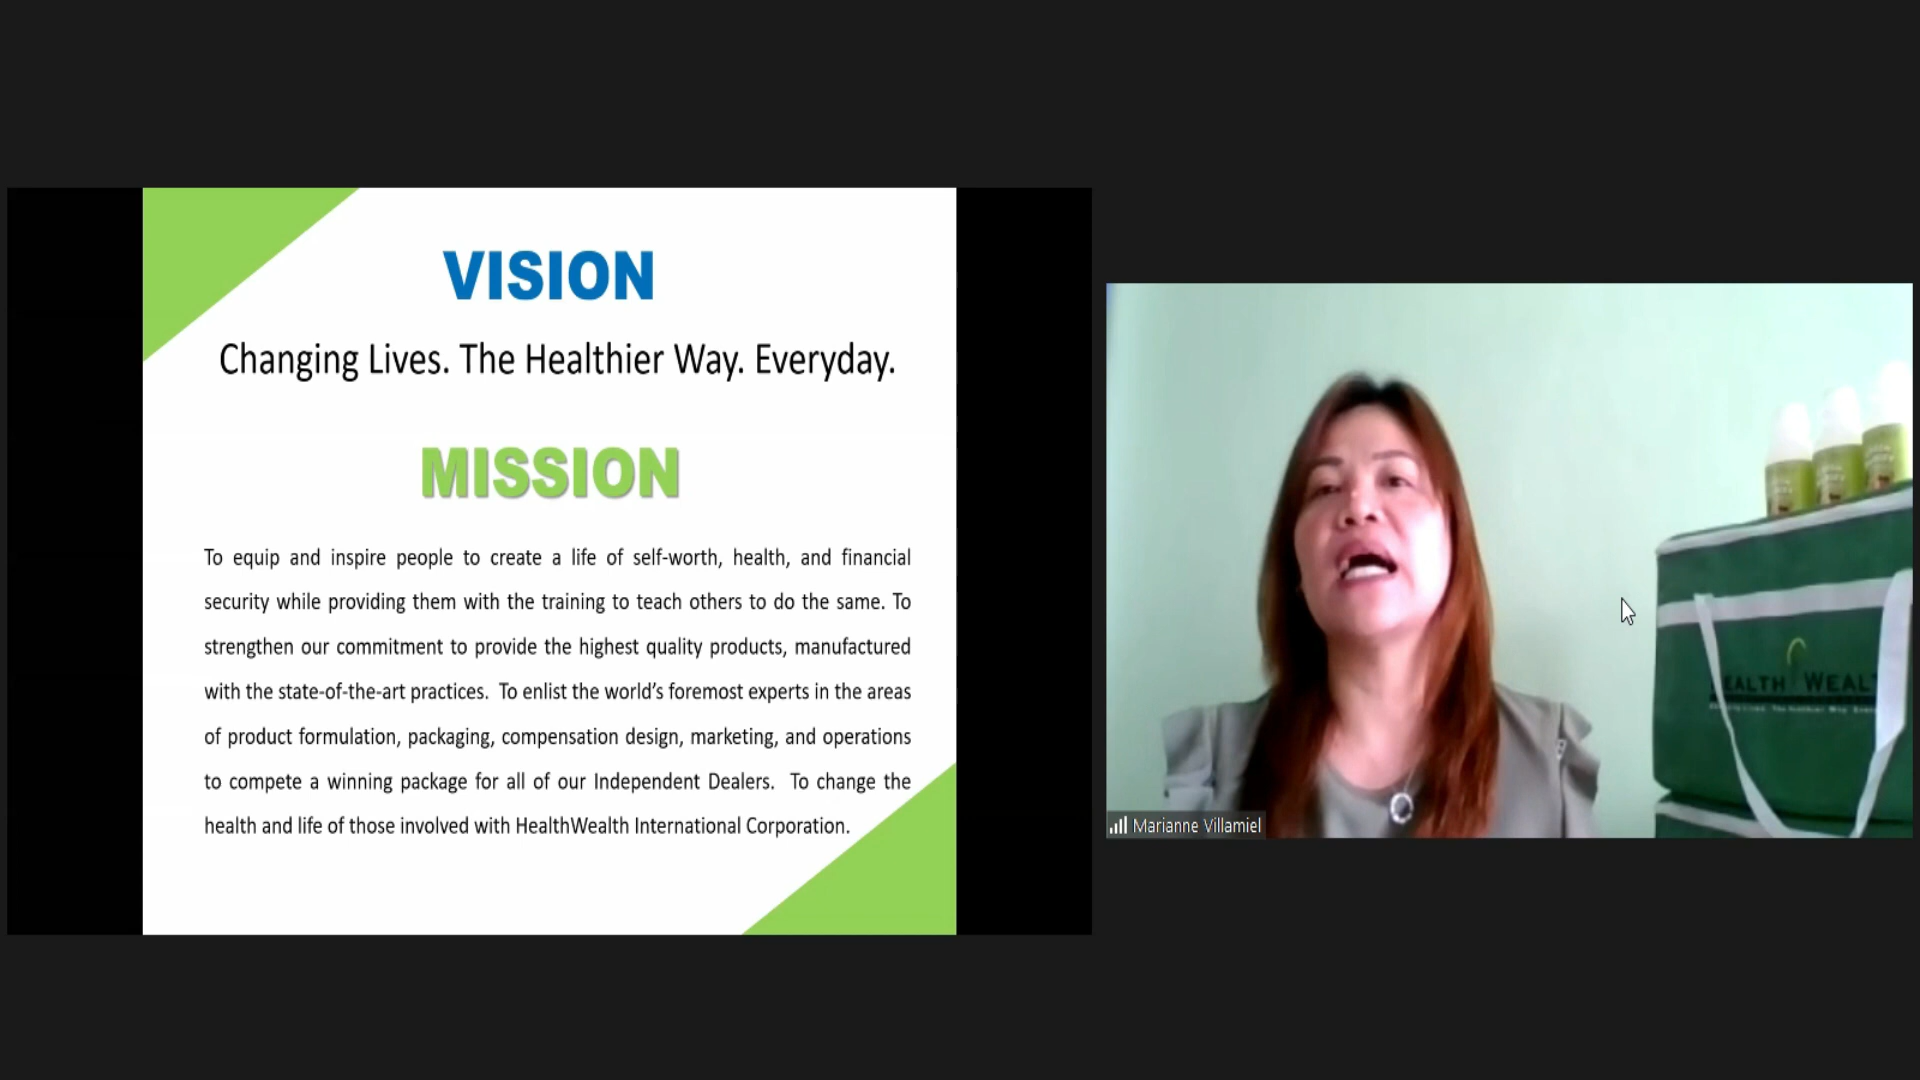 VISION
Changing Lives. The Healthier Way. Everyday.
MISSION
To equip and inspire people to create a life of self-worth, health, and financial
security while providing them with the training to teach others to do the same. To
strengthen our commitment to provide the highest quality products, manufactured
with the state-of-the-art practices. To enlist the world’s foremost experts in the areas
of product formulation, packaging, compensation design, marketing, and operations
to compete a winning package for all of our Independent Dealers. To change the
health and life of those involved with HealthWealth International Corporation.
EALTH WEAL
Marianne Villamiel